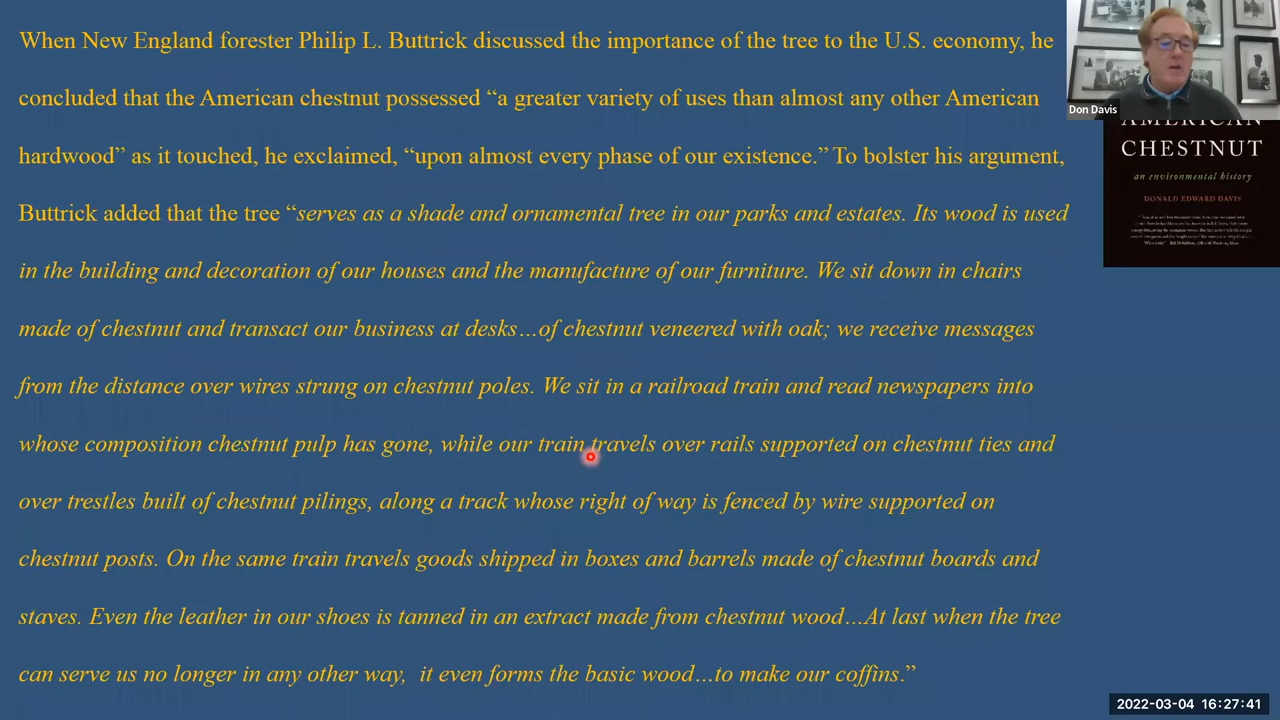 When New England forester Philip L. Buttrick discussed the importance of the tree to the U.S. economy, he
concluded that the American chestnut possessed “a greater variety of uses than almost any other American
hardwood” as it touched, he exclaimed, “upon almost every phase of our existence.” To bolster his argument,
Buttrick added that the tree “serves as a shade and ornamental tree in our parks and estates. Its wood is used
in the building and decoration of our houses and the manufacture of our furniture. We sit down in chairs
made of chestnut and transact our business at desks…of chestnut veneered with oak; we receive messages
from the distance over wires strung on chestnut poles. We sit in a railroad train and read newspapers into
whose composition chestnut pulp has gone, while our train travels over rails supported on chestnut ties and
over trestles built of chestnut pilings, along a track whose right of way is fenced by wire supported on
chestnut posts. On the same train travels goods shipped in boxes and barrels made of chestnut boards and
staves. Even the leather in our shoes is tanned in an extract made from chestnut wood…At last when the tree
can serve us no longer in any other way, it even forms the basic wood…to make our coffins.”
Don Davis
AMERICAN
CHESTNUT
an environmental history
DONALD EDWARD DAVIS
2022-03-04 16:27:41